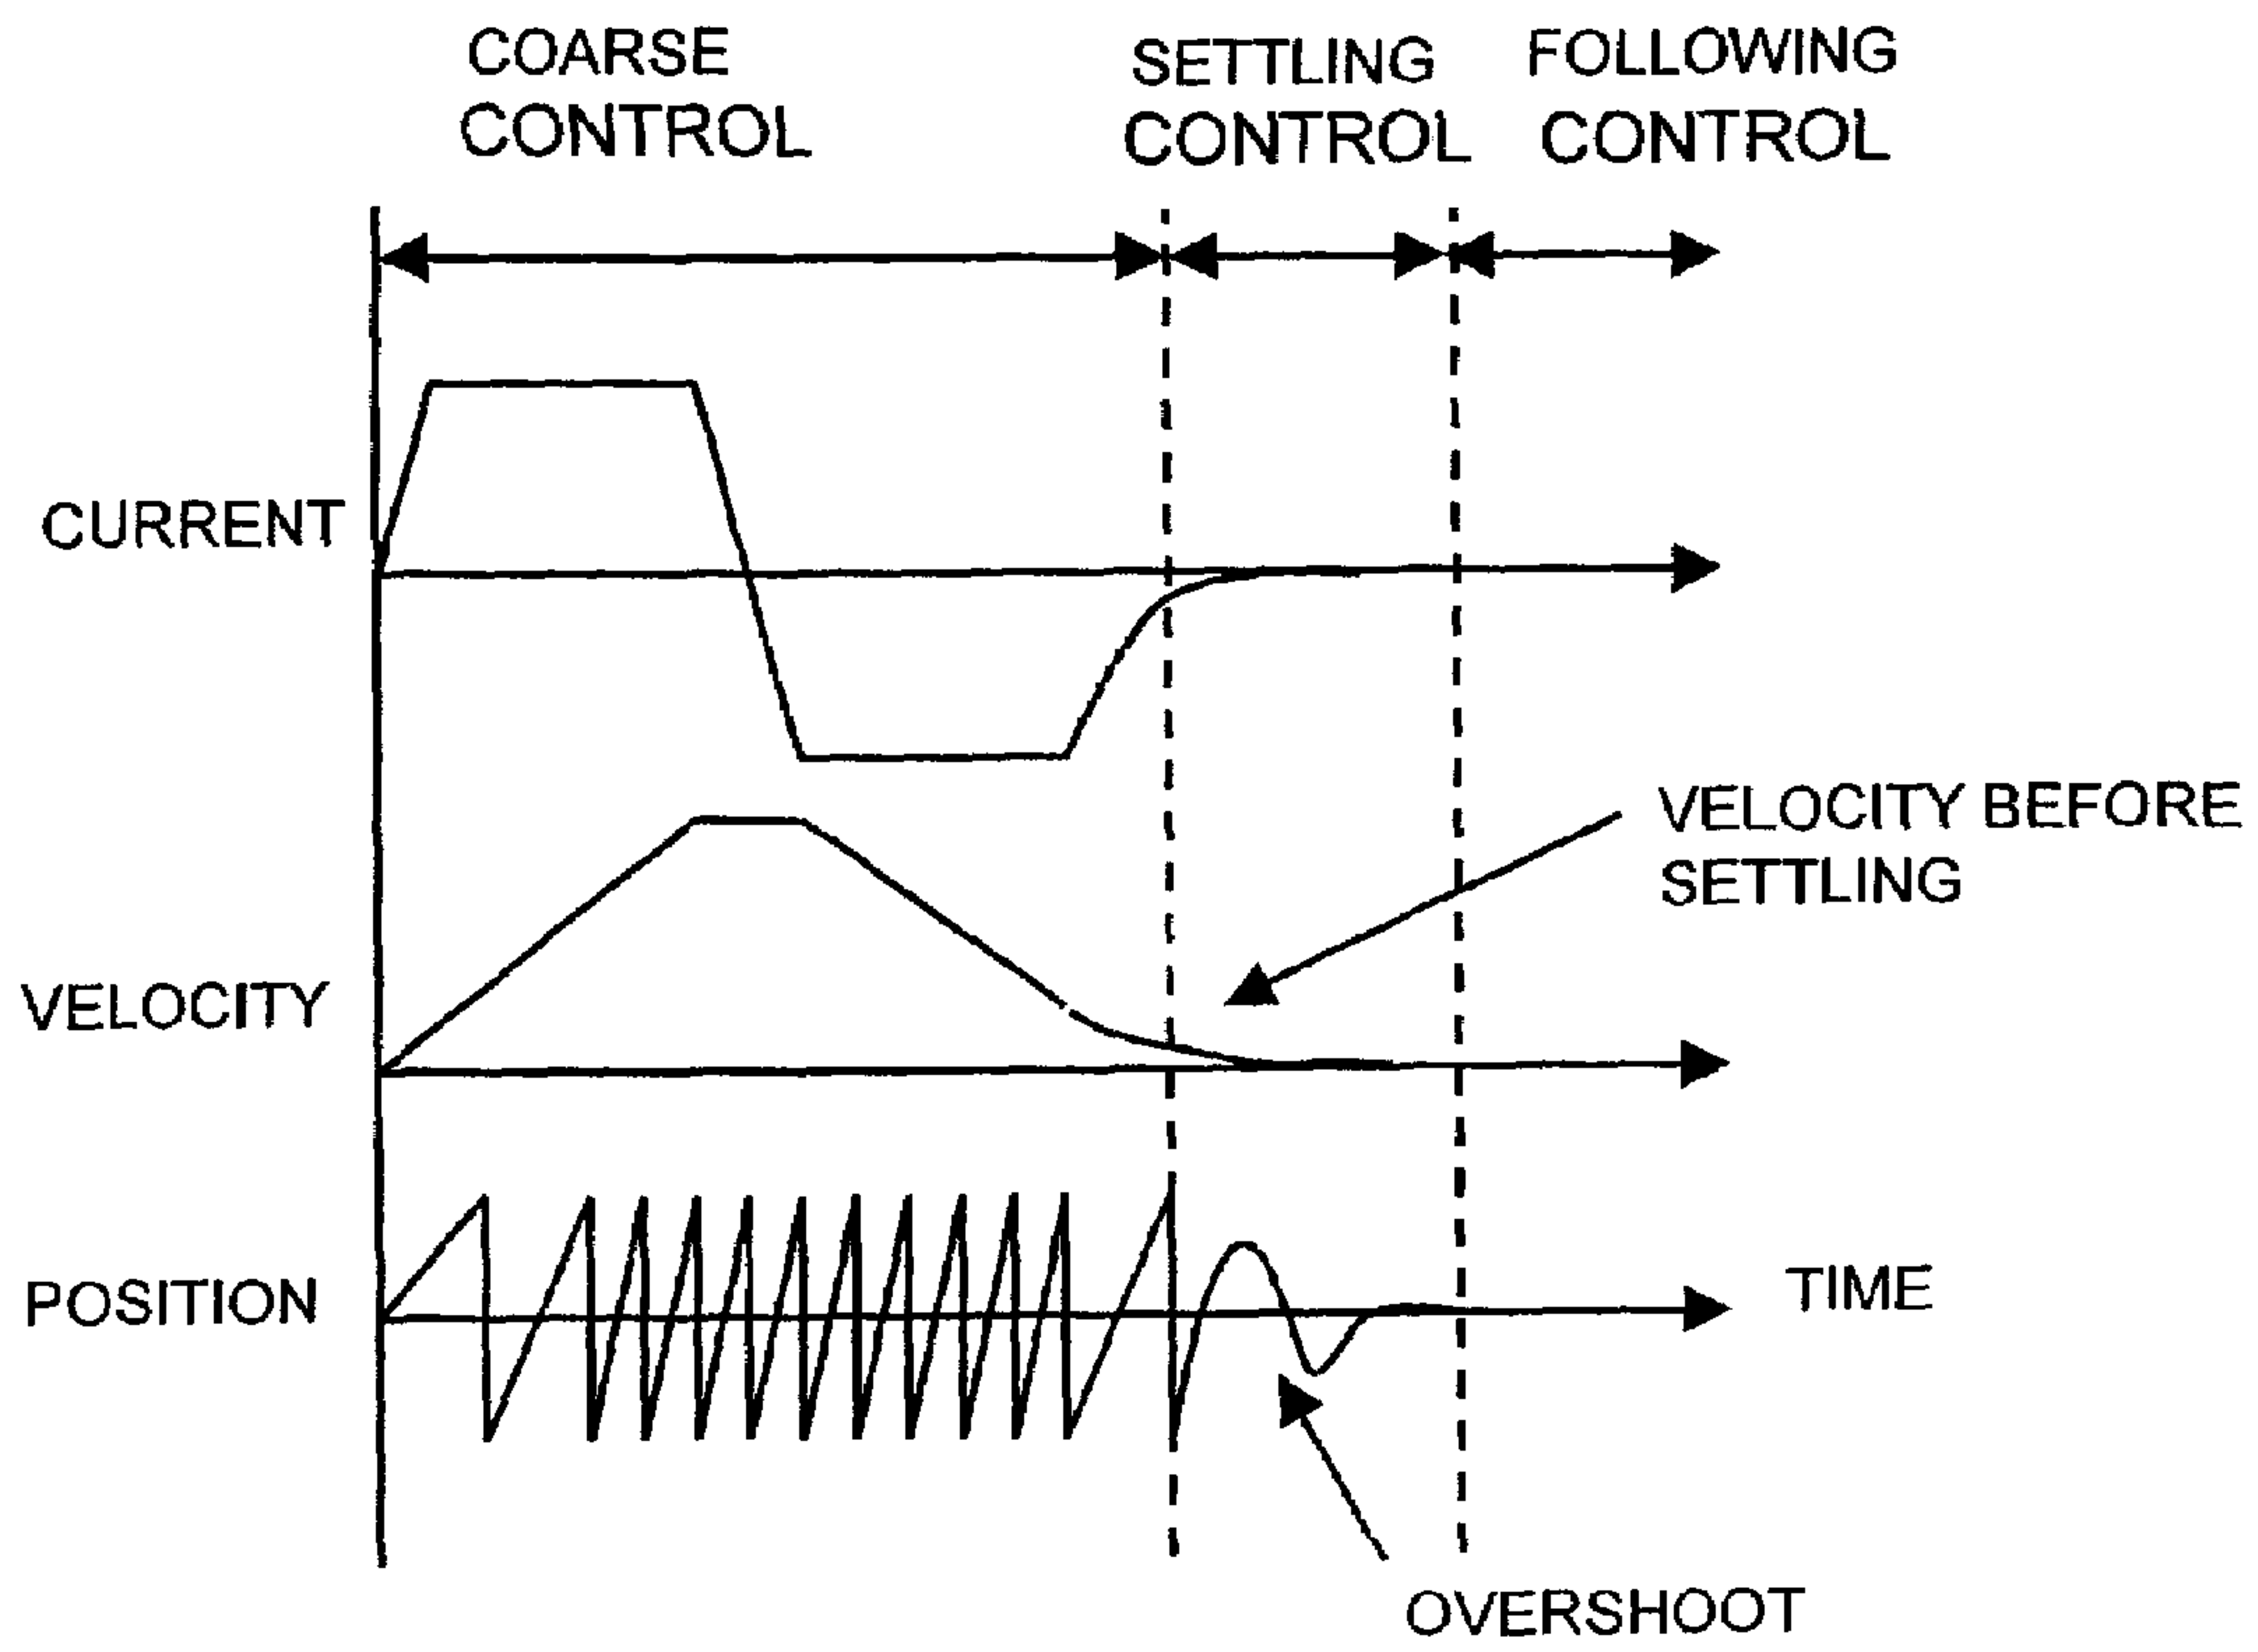 COARSE
CONTROL
SETTLING
CONTROL
FOLLOWING
CONTROL
CURRENT
VELOCITY BEFORE
SETTLING
VELOCITY
POSITION
TIME
OVERSHOOT